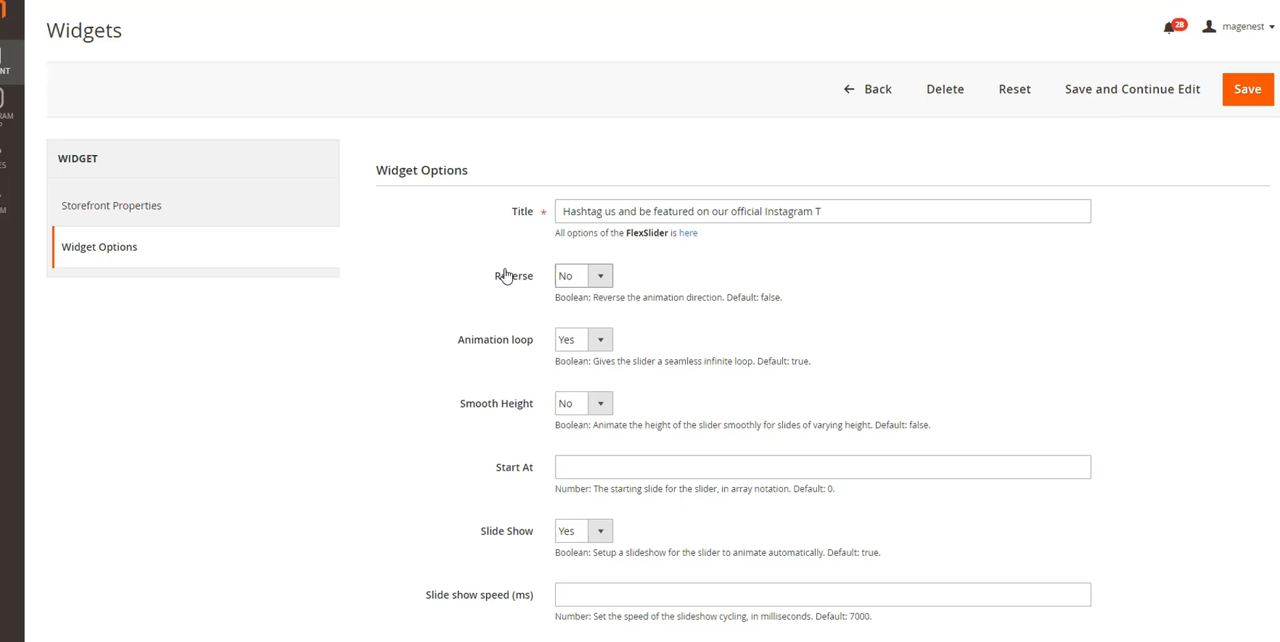 Widgets
28
magenest
Back
Delete
Reset
Save and Continue Edit
Save
NT
RAM
P
ES
M
WIDGET
Storefront Properties
Widget Options
Widget Options
Title *
Hashtag us and be featured on our official Instagram T
All options of the FlexSlider is here
Reverse
No
Boolean: Reverse the animation direction. Default: false.
Animation loop
Yes
Boolean: Gives the slider a seamless infinite loop. Default: true.
Smooth Height
No
Boolean: Animate the height of the slider smoothly for slides of varying height. Default: false.
Start At
Number: The starting slide for the slider, in array notation. Default: 0.
Slide Show
Yes
Boolean: Setup a slideshow for the slider to animate automatically. Default: true.
Slide show speed (ms)
Number: Set the speed of the slideshow cycling, in milliseconds. Default: 7000.